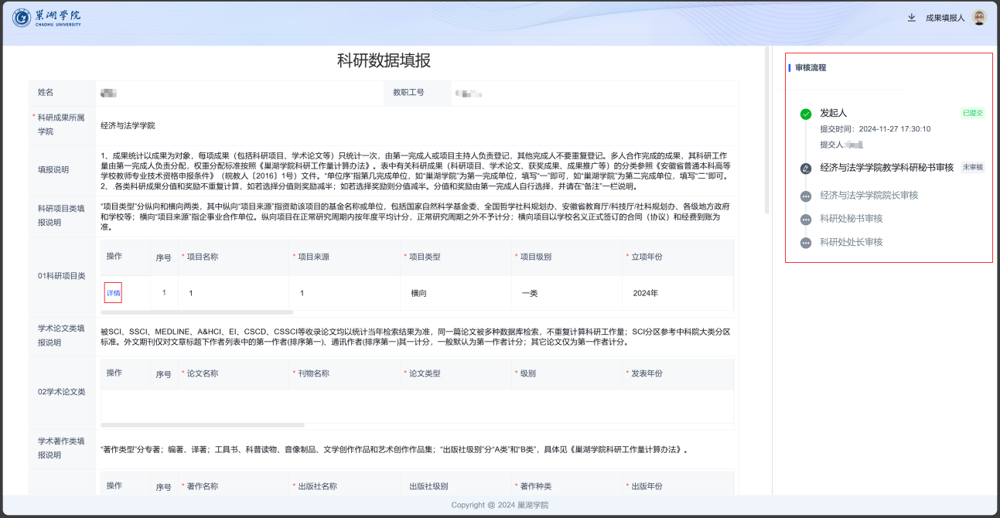 巢湖学院
CHAOHU UNIVERSITY
成果填报人
科研数据填报
姓名
教职工号
* 科研成果所属
学院
经济与法学学院
填报说明
1、成果统计以成果为对象，每项成果（包括科研项目、学术论文等）只统计一次，由第一完成人或项目主持人负责登记，其他完成人不要重复登记。多人合作完成的成果，其科研工作
量由第一完成人负责分配，权重分配标准按照《巢湖学院科研工作量计算办法》。表中有关科研成果（科研项目、学术论文、获奖成果、成果推广等）的分类参照《安徽省普通本科高等
学校教师专业技术资格申报条件》（皖教人〔2016〕1号）文件。“单位序”指第几完成单位，如“巢湖学院”为第一完成单位，填写“一”即可，如“巢湖学院”为第二完成单位，填写“二”即可。
2、.各类科研成果分值和奖励不重复计算，如若选择分值则奖励减半；如若选择奖励则分值减半。分值和奖励由第一完成人自行选择，并请在“备注”一栏说明。
科研项目类填
报说明
“项目类型”分纵向和横向两类，其中纵向“项目来源”指资助该项目的基金名称或单位，包括国家自然科学基金委、全国哲学社科规划办、安徽省教育厅/科技厅/社科规划办、各级地方政府
和学校等；横向“项目来源”指企事业合作单位。纵向项目在正常研究周期内按年度平均计分，正常研究周期之外不予计分；横向项目以学校名义正式签订的合同（协议）和经费到账为
准。
01科研项目类
操作 序号 * 项目名称 * 项目来源 * 项目类型 * 项目级别 * 立项年份
详情 1 1 1 横向 一类 2024年
学术论文类填
报说明
被SCI、SSCI、MEDLINE、A&HCI、EI、CSCD、CSSCI等收录论文均以统计当年检索结果为准，同一篇论文被多种数据库检索，不重复计算科研工作量；SCI分区参考中科院大类分区
标准。外文期刊仅对文章标题下作者列表中的第一作者(排序第一)、通讯作者(排序第一)其一计分，一般默认为第一作者计分；其它论文仅为第一作者计分。
02学术论文类
操作 序号 * 论文名称 * 刊物名称 * 论文类型 * 级别 * 发表年份
学术著作类填
报说明
“著作类型”分专著；编著、译著；工具书、科普读物、音像制品、文学创作作品和艺术创作作品集；“出版社级别”分“A类”和“B类”，具体见《巢湖学院科研工作量计算办法》。
操作 序号 * 著作名称 * 出版社名称 出版社级别 * 著作种类 * 出版年份
审核流程
发起人 已提交
提交时间：2024-11-27 17:30:10
提交人:
经济与法学学院教学科研秘书审核 未审核
经济与法学学院院长审核
科研处秘书审核
科研处处长审核
Copyright @ 2024 巢湖学院